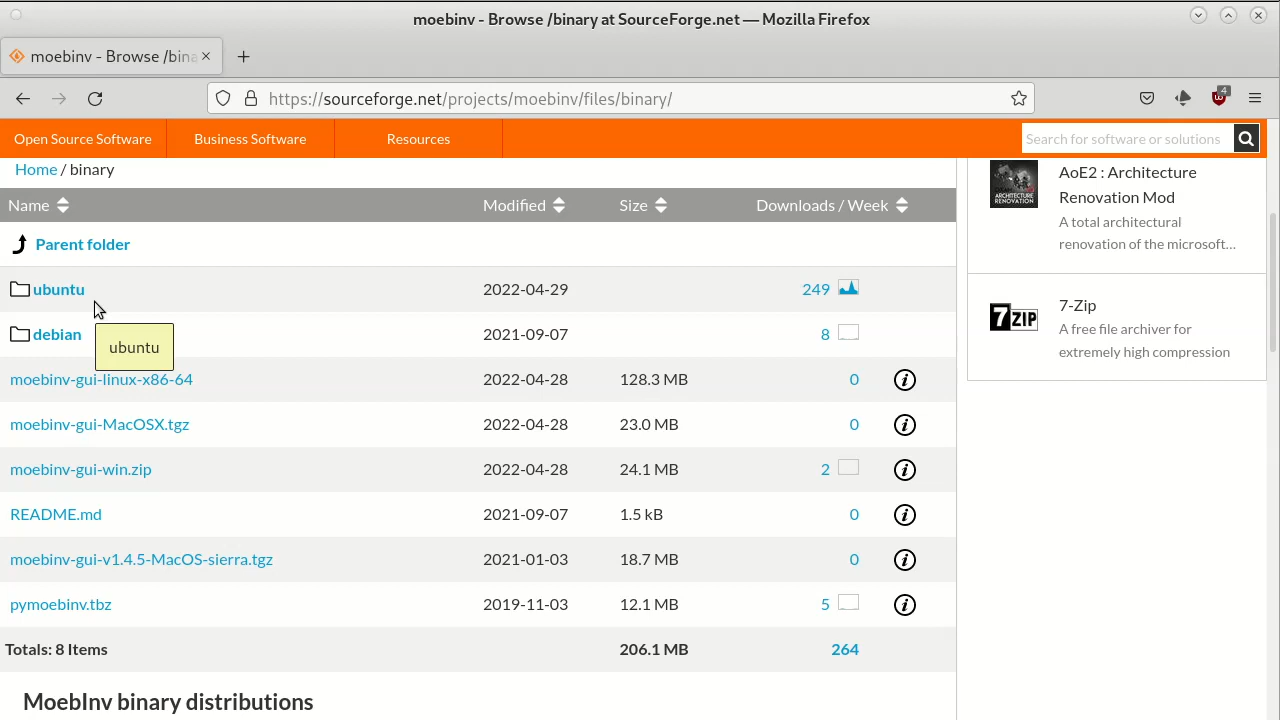 moebinv - Browse /binary at SourceForge.net — Mozilla Firefox
moebinv - Browse /bina
https://sourceforge.net/projects/moebinv/files/binary/
4
Open Source Software
Business Software
Resources
Search for software or solutions
Home / binary
Name
Modified
Size
Downloads / Week
Parent folder
ubuntu 2022-04-29 249
debian 2021-09-07 8
ubuntu
moebinv-gui-linux-x86-64 2022-04-28 128.3 MB 0
moebinv-gui-MacOSX.tgz 2022-04-28 23.0 MB 0
moebinv-gui-win.zip 2022-04-28 24.1 MB 2
README.md 2021-09-07 1.5 kB 0
moebinv-gui-v1.4.5-MacOS-sierra.tgz 2021-01-03 18.7 MB 0
pymoebinv.tbz 2019-11-03 12.1 MB 5
Totals: 8 Items 206.1 MB 264
MoebInv binary distributions
ARCHITECTURE
RENOVATION
AoE2 : Architecture
Renovation Mod
A total architectural
renovation of the microsoft...
7ZIP
7-Zip
A free file archiver for
extremely high compression